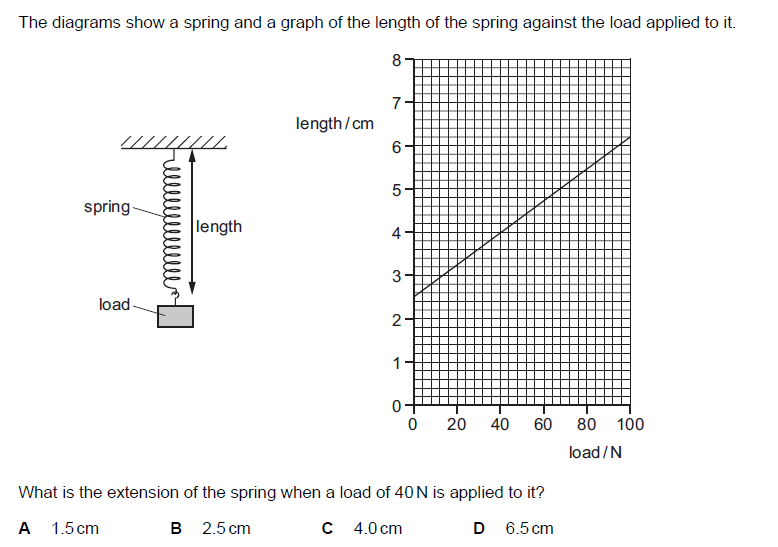 The diagrams show a spring and a graph of the length of the spring against the load applied to it.
8
7
length / cm
6
5
spring
length
4
3
load
2
1
0
0 20 40 60 80 100
load / N
What is the extension of the spring when a load of 40 N is applied to it?
A 1.5 cm B 2.5 cm C 4.0 cm D 6.5 cm